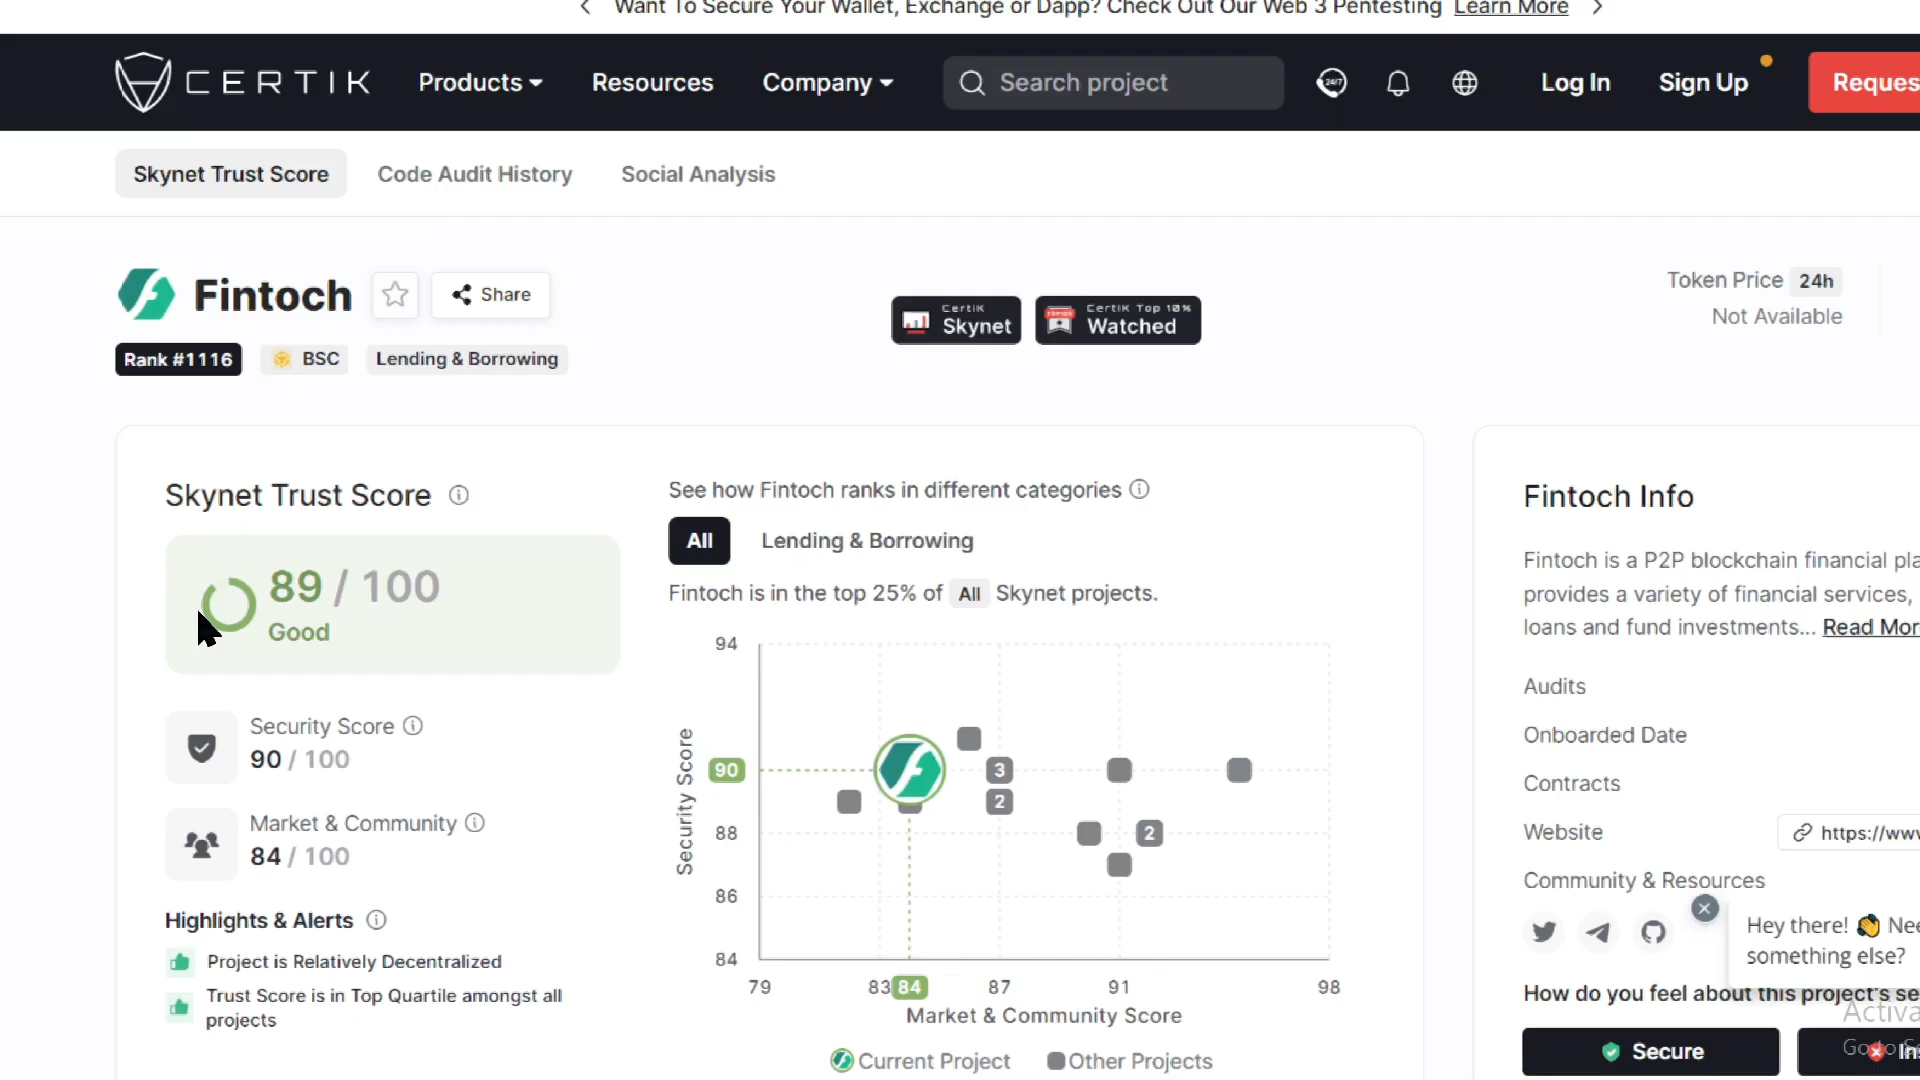 Want To Secure Your Wallet, Exchange or Dapp? Check Out Our Web 3 Pentesting Learn More
CERTIK
Products
Resources
Company
Search project
24/7
Log In
Sign Up
Reques
Skynet Trust Score
Code Audit History
Social Analysis
Fintoch
Share
CertiK
Skynet
CertiK Top 10%
Watched
Token Price 24h
Not Available
Rank #1116
BSC
Lending & Borrowing
Skynet Trust Score
89 / 100
Good
Security Score
90 / 100
Market & Community
84 / 100
Highlights & Alerts
Project is Relatively Decentralized
Trust Score is in Top Quartile amongst all
projects
See how Fintoch ranks in different categories
All
Lending & Borrowing
Fintoch is in the top 25% of All Skynet projects.
94
90
88
86
84
Security Score
3
2
2
79
83
84
87
91
98
Market & Community Score
Current Project
Other Projects
Fintoch Info
Fintoch is a P2P blockchain financial pla
provides a variety of financial services,
loans and fund investments... Read Mor
Audits
Onboarded Date
Contracts
Website
https://www
Community & Resources
Hey there! 👏 Nee
something else?
How do you feel about this project's se
Activa
Secure